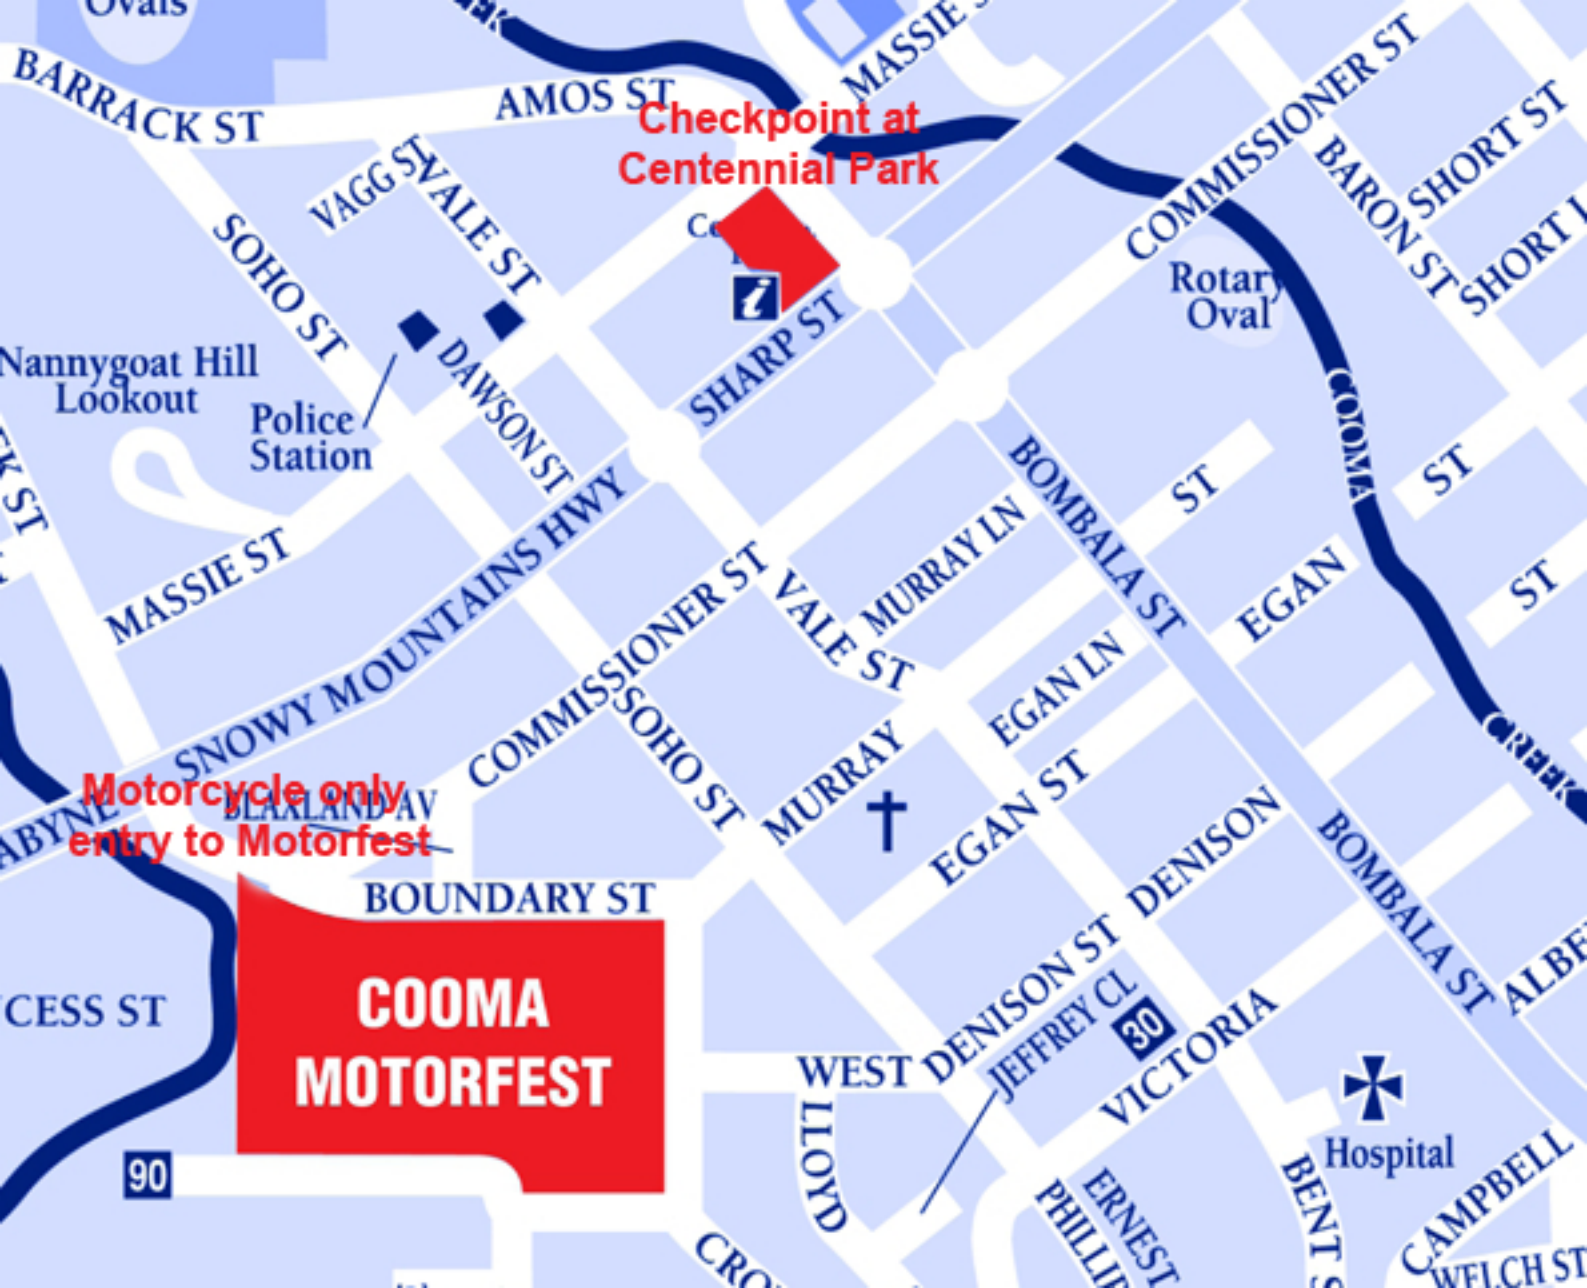 Ovals
BARRACK ST
AMOS ST
MASSIE
Checkpoint at
Centennial Park
COMMISSIONER ST
SHORT ST
BARON ST
SHORT
VAGG ST
VALE ST
SOHO ST
i
SHARP ST
Rotary
Oval
Nannygoat Hill
Lookout
Police
Station
DAWSON ST
COOMA
CREEK
MASSIE ST
SNOWY MOUNTAINS HWY
COMMISSIONER ST
VALE ST
MURRAY LN
ST
BOMBALA ST
ST
EGAN
ST
EGAN LN
SOHO ST
MURRAY
EGAN ST
Motorcycle only
entry to Motorfest
BLAXLAND AV
BOUNDARY ST
DENISON
BOMBALA ST
COOMA
MOTORFEST
DENISON ST
WEST
JEFFREY CL
30
VICTORIA
LLOYD
Hospital
90
PHILLIP
ERNEST
BENT
CAMPBELL
WELCH ST